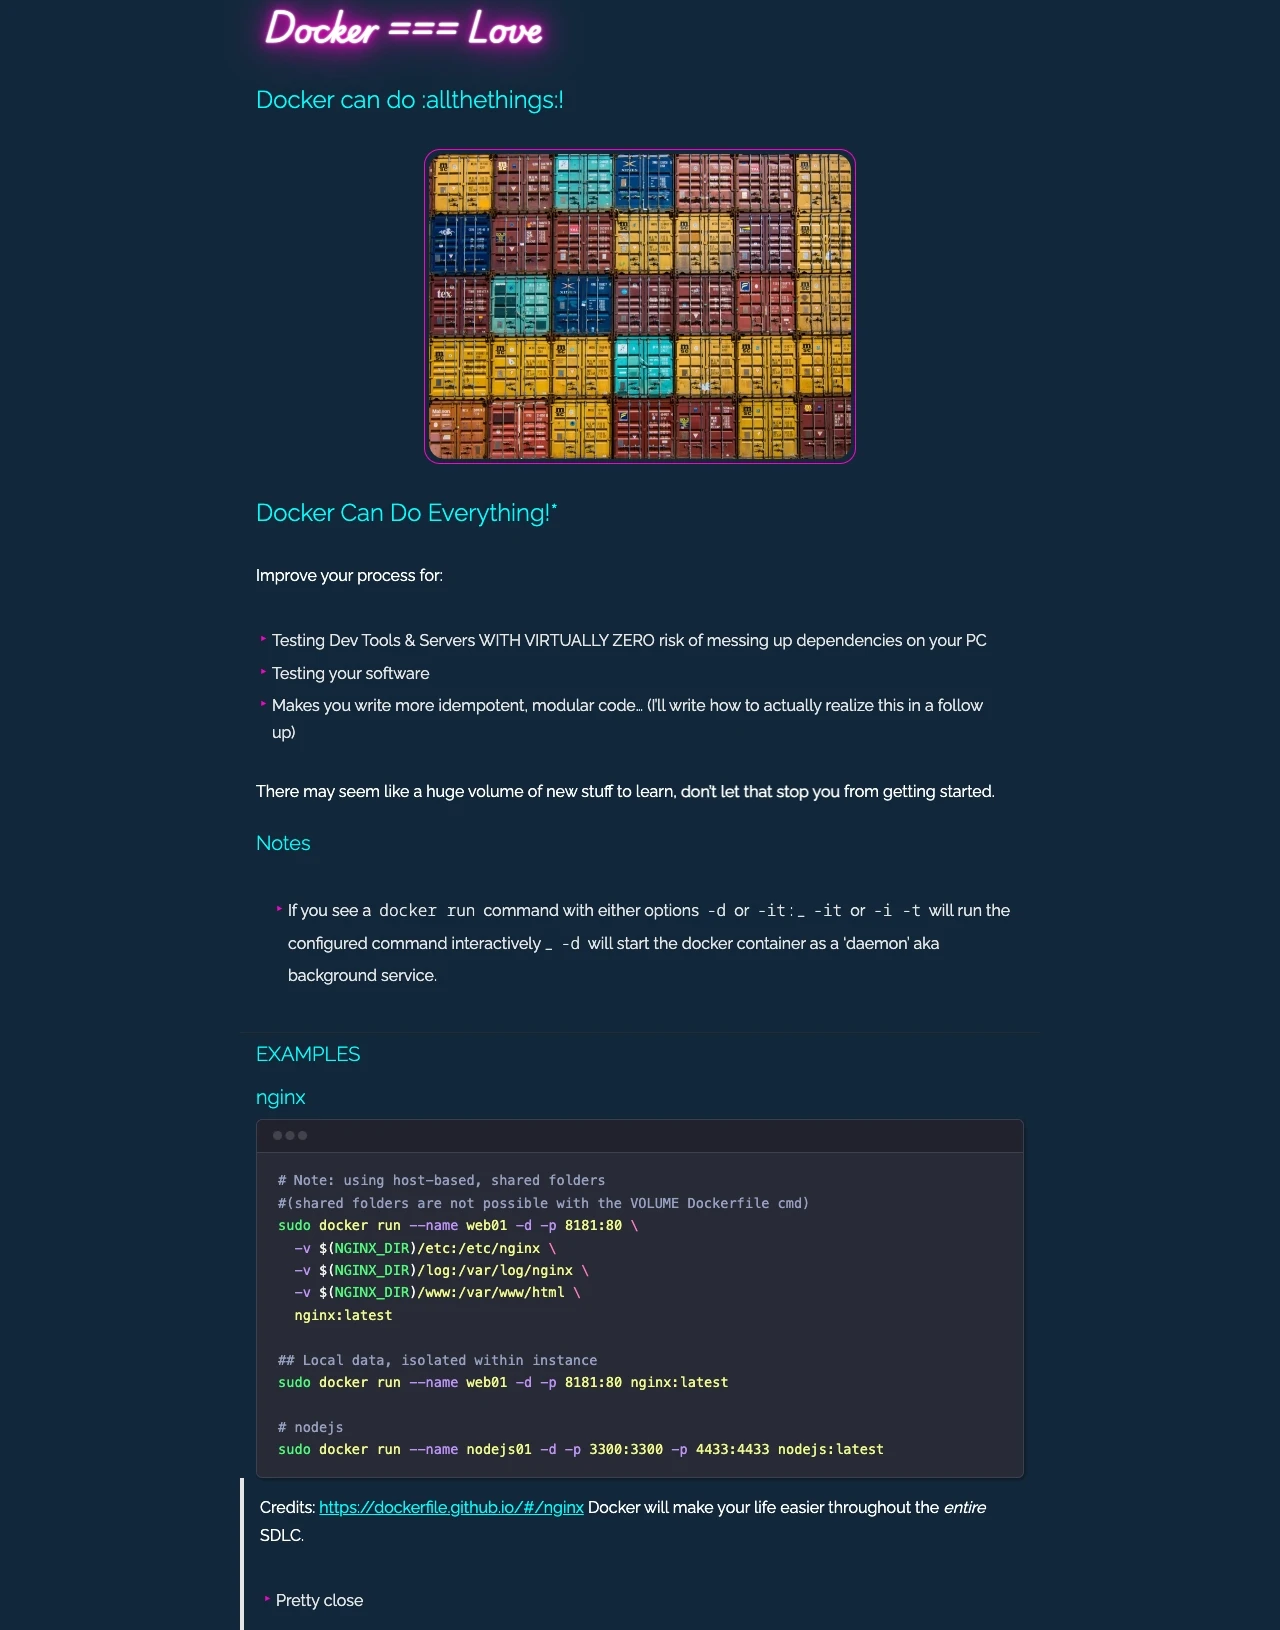 Docker === Love
Docker can do :allthethings:!
tex
Docker Can Do Everything!*
Improve your process for:
‣ Testing Dev Tools & Servers WITH VIRTUALLY ZERO risk of messing up dependencies on your PC
‣ Testing your software
‣ Makes you write more idempotent, modular code… (I’ll write how to actually realize this in a follow
up)
There may seem like a huge volume of new stuff to learn, don’t let that stop you from getting started.
Notes
‣ If you see a docker run command with either options -d or -it:_ -it or -i -t will run the
configured command interactively _ -d will start the docker container as a ‘daemon’ aka
background service.
EXAMPLES
nginx
# Note: using host-based, shared folders
#(shared folders are not possible with the VOLUME Dockerfile cmd)
sudo docker run --name web01 -d -p 8181:80 \
  -v $(NGINX_DIR)/etc:/etc/nginx \
  -v $(NGINX_DIR)/log:/var/log/nginx \
  -v $(NGINX_DIR)/www:/var/www/html \
  nginx:latest
## Local data, isolated within instance
sudo docker run --name web01 -d -p 8181:80 nginx:latest
# nodejs
sudo docker run --name nodejs01 -d -p 3300:3300 -p 4433:4433 nodejs:latest
Credits: https://dockerfile.github.io/#/nginx Docker will make your life easier throughout the entire
SDLC.
‣ Pretty close